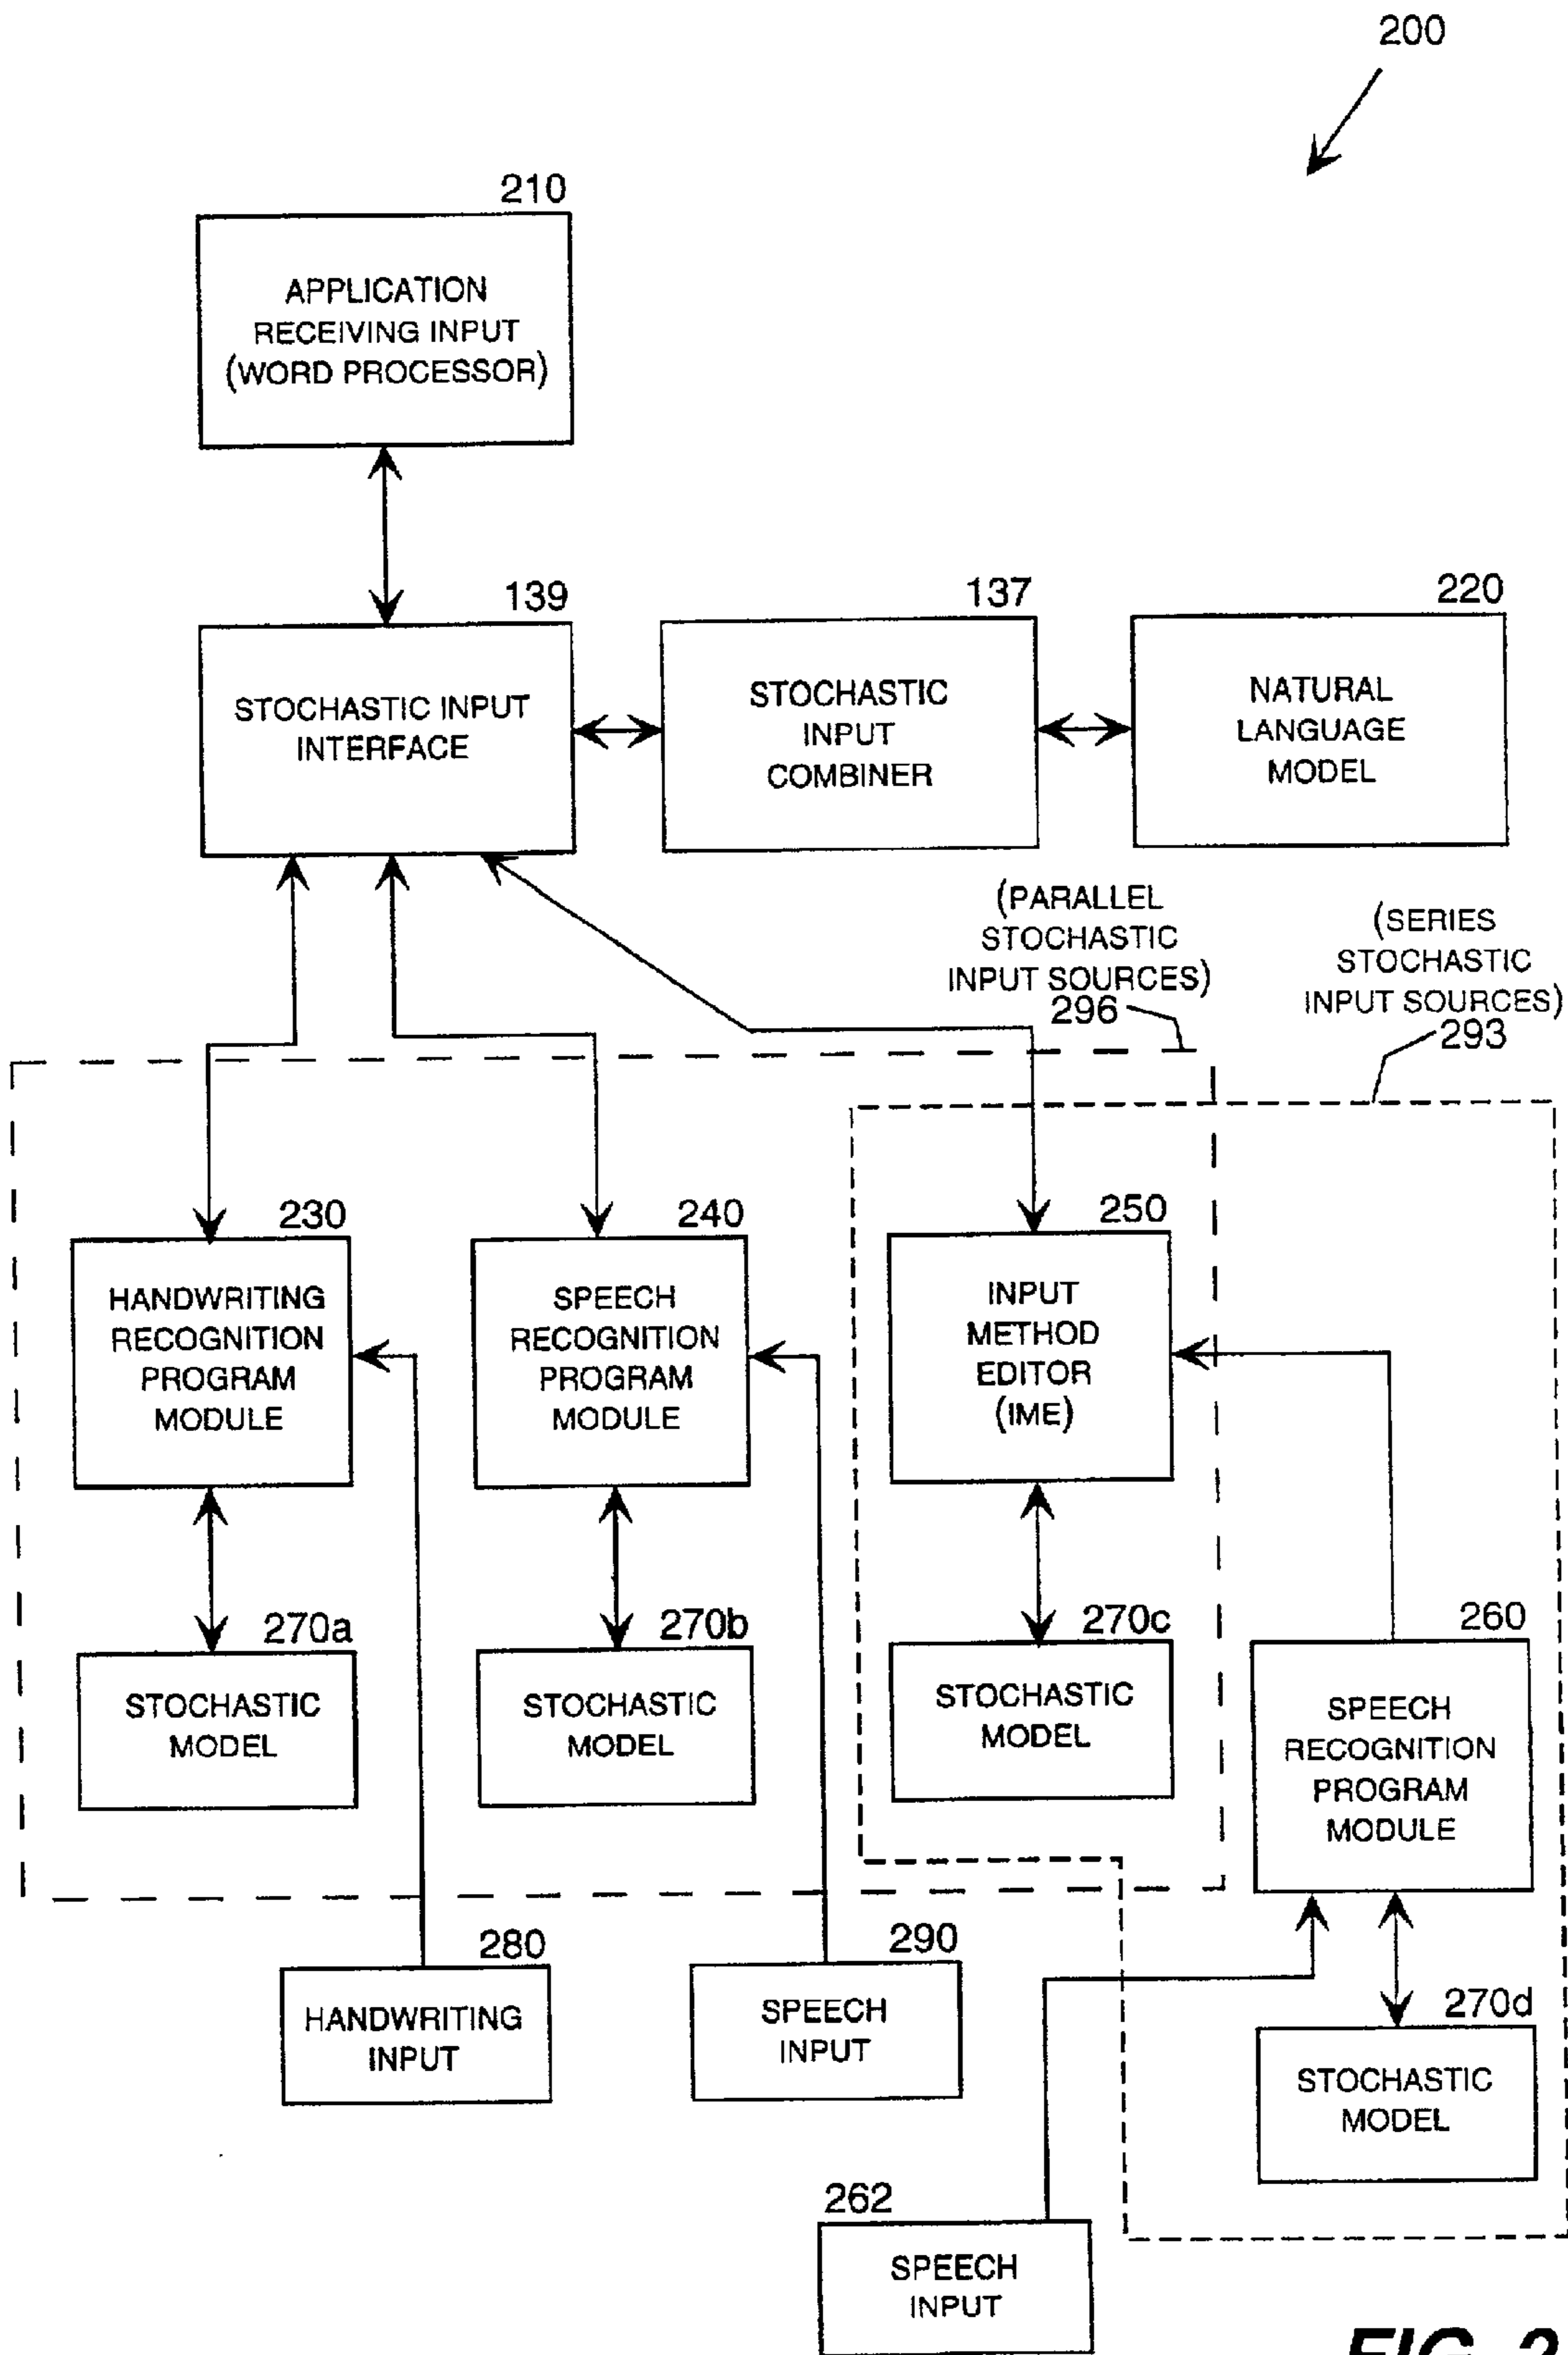 200
210
APPLICATION
RECEIVING INPUT
(WORD PROCESSOR)
139
STOCHASTIC INPUT
INTERFACE
137
STOCHASTIC
INPUT
COMBINER
220
NATURAL
LANGUAGE
MODEL
(PARALLEL
STOCHASTIC
INPUT SOURCES)
296
(SERIES
STOCHASTIC
INPUT SOURCES)
293
230
HANDWRITING
RECOGNITION
PROGRAM
MODULE
240
SPEECH
RECOGNITION
PROGRAM
MODULE
250
INPUT
METHOD
EDITOR
(IME)
270a
STOCHASTIC
MODEL
270b
STOCHASTIC
MODEL
270c
STOCHASTIC
MODEL
260
SPEECH
RECOGNITION
PROGRAM
MODULE
280
HANDWRITING
INPUT
290
SPEECH
INPUT
270d
STOCHASTIC
MODEL
262
SPEECH
INPUT
FIG. 2